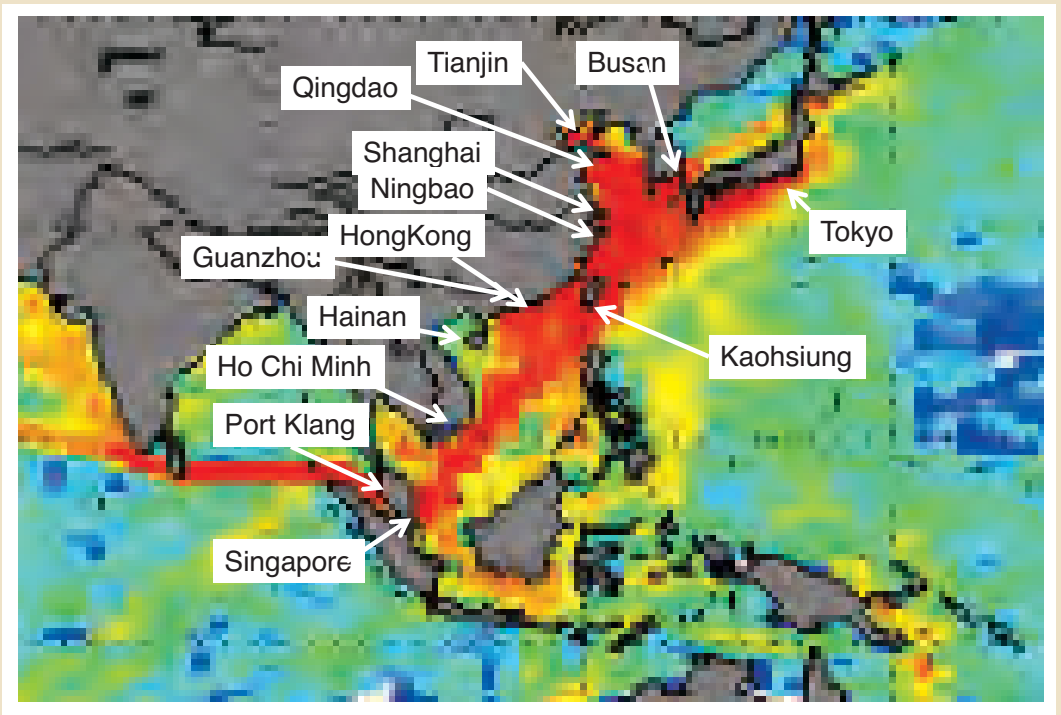 Tianjin
Busan
Qingdao
Shanghai
Ningbao
HongKong
Tokyo
Guanzhou
Hainan
Kaohsiung
Ho Chi Minh
Port Klang
Singapore